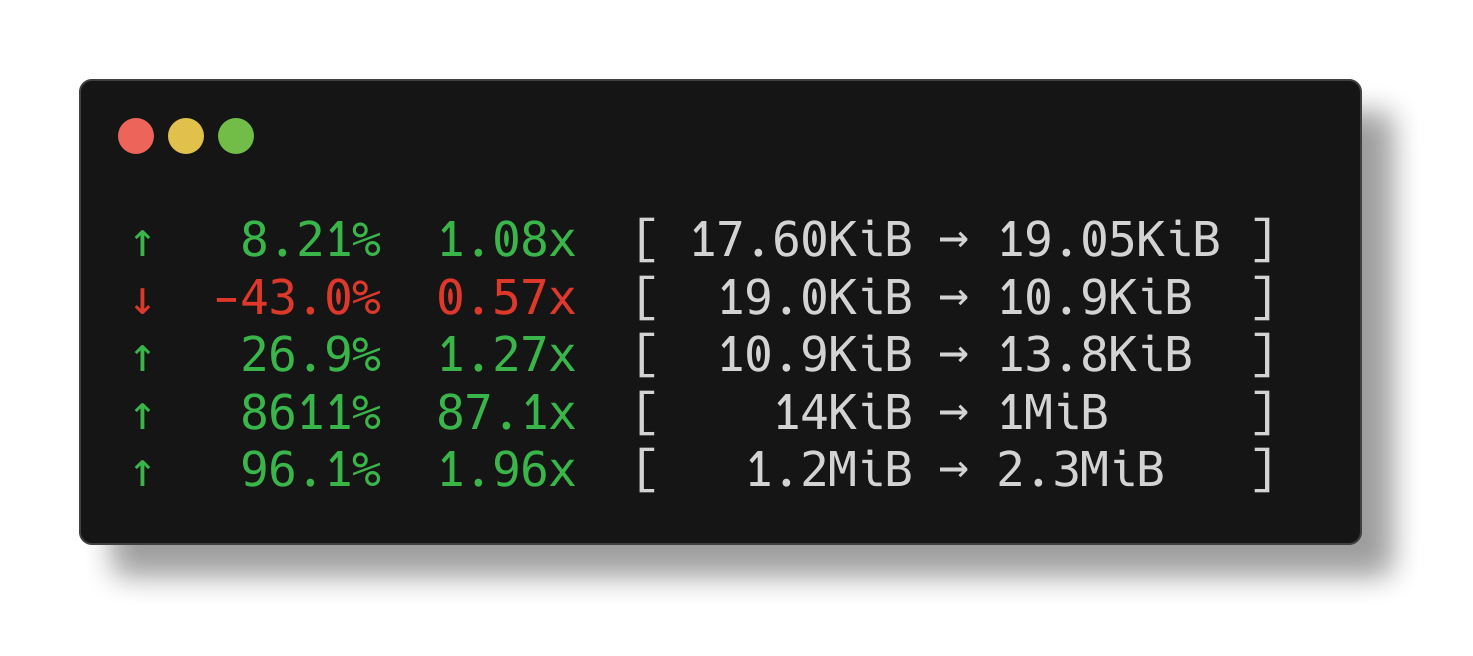 ↑   8.21%  1.08x  [ 17.60KiB → 19.05KiB ]
↓  -43.0%  0.57x  [  19.0KiB → 10.9KiB  ]
↑   26.9%  1.27x  [  10.9KiB → 13.8KiB  ]
↑   8611%  87.1x  [    14KiB → 1MiB     ]
↑   96.1%  1.96x  [   1.2MiB → 2.3MiB   ]